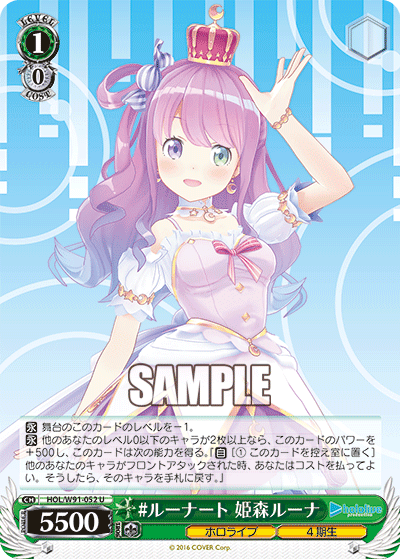 LEVEL
1
0
COST
SAMPLE
永 舞台のこのカードのレベルを-1。
永 他のあなたのレベル0以下のキャラが2枚以上なら、このカードのパワーを
+500し、このカードは次の能力を得る。『自［① このカードを控え室に置く］
他のあなたのキャラがフロントアタックされた時、あなたはコストを払ってよ
い。そうしたら、そのキャラを手札に戻す。』
CH HOL/W91-052 U
5500
#ルーナート 姫森ルーナ
ホロライブ
4期生
hololive
© 2016 COVER Corp.